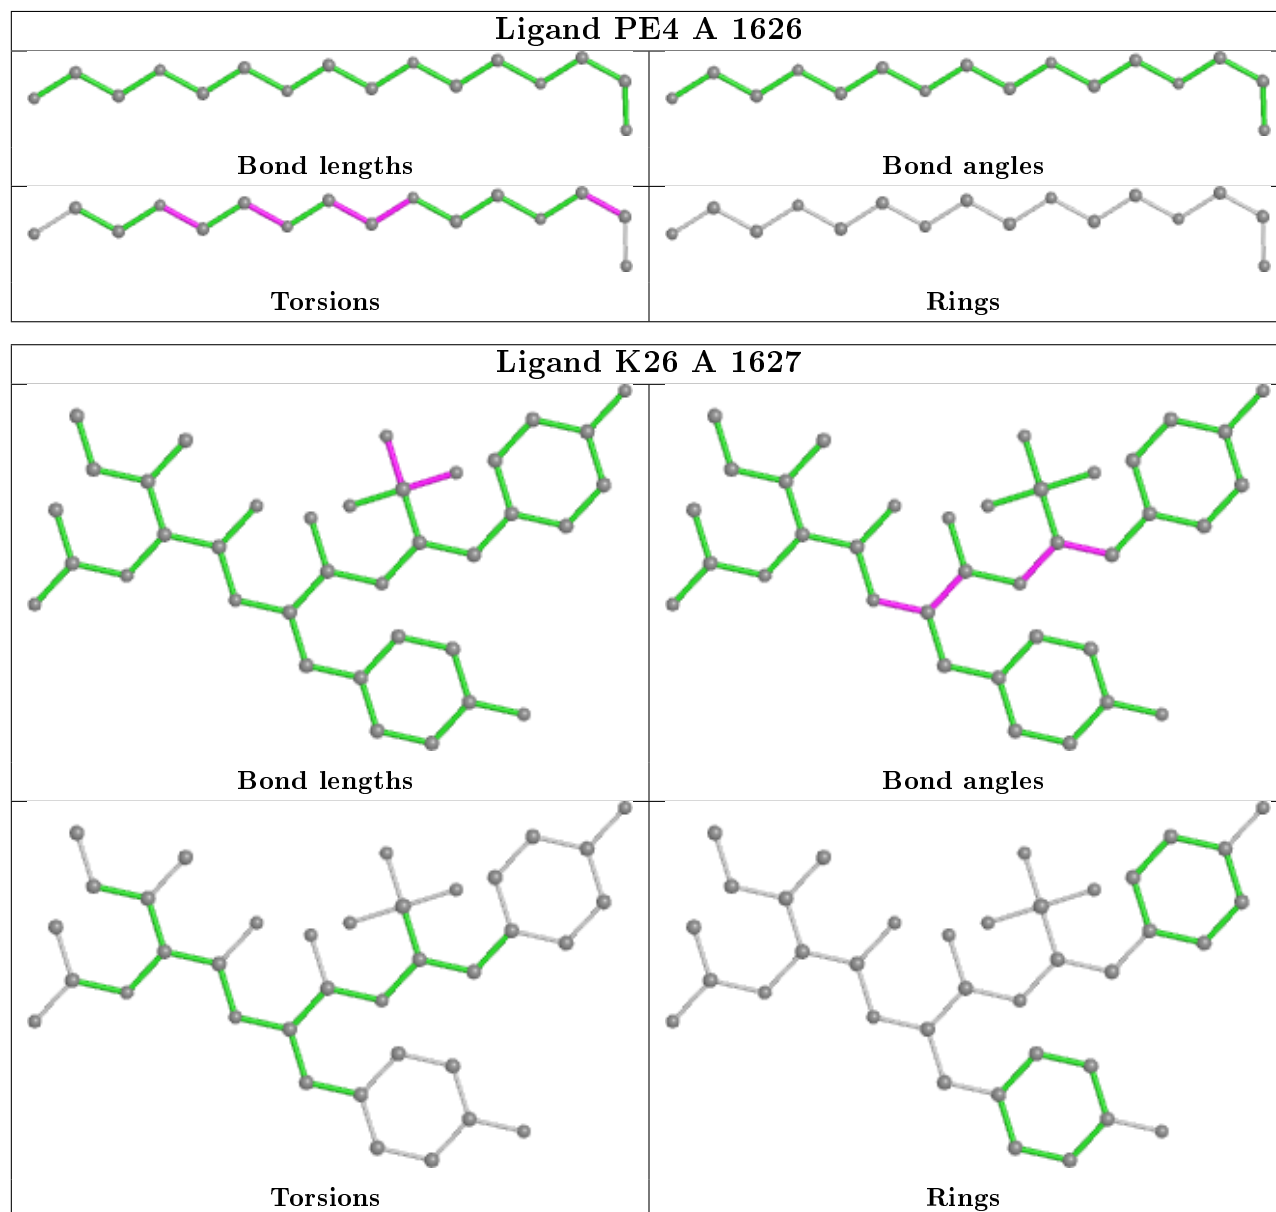 Ligand PE4 A 1626
Bond lengths
Bond angles
Torsions
Rings
Ligand K26 A 1627
Bond lengths
Bond angles
Torsions
Rings